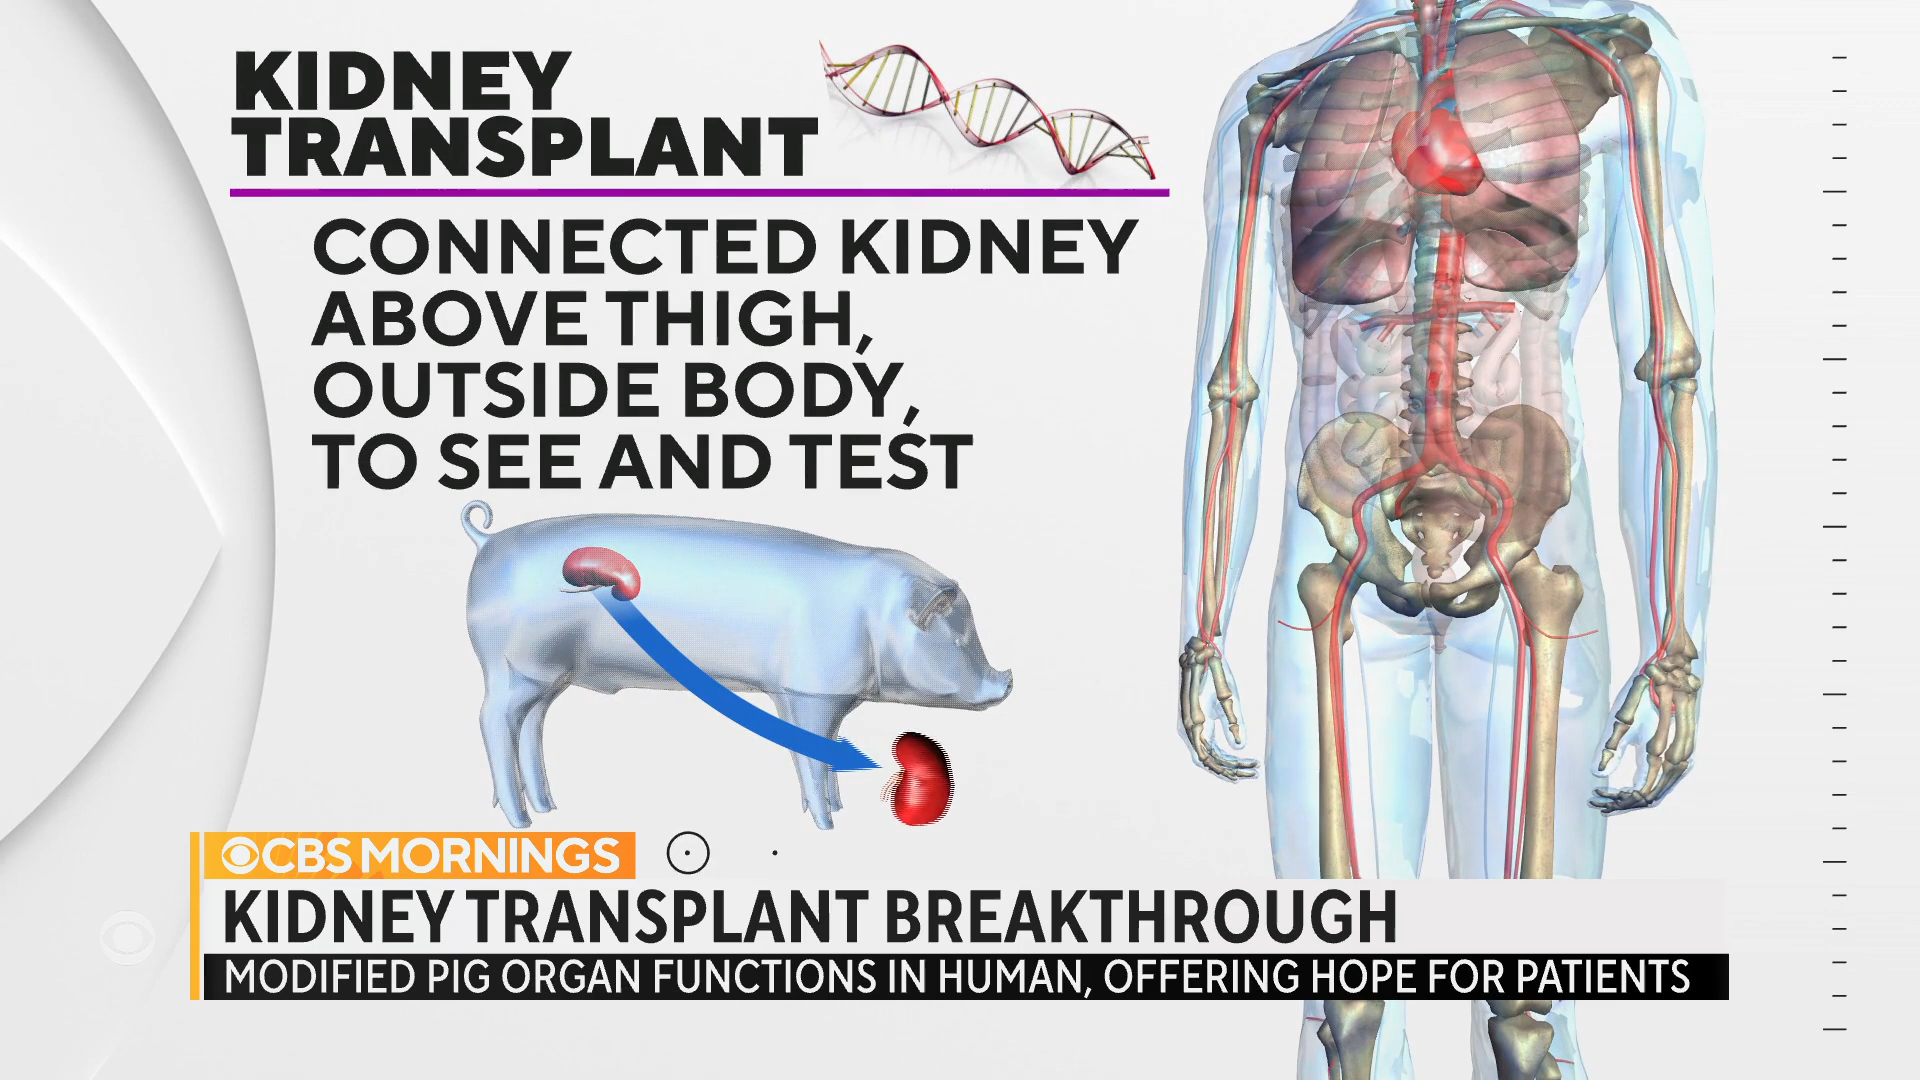 KIDNEY
TRANSPLANT
CONNECTED KIDNEY
ABOVE THIGH,
OUTSIDE BODY,
TO SEE AND TEST
CBS MORNINGS
KIDNEY TRANSPLANT BREAKTHROUGH
MODIFIED PIG ORGAN FUNCTIONS IN HUMAN, OFFERING HOPE FOR PATIENTS